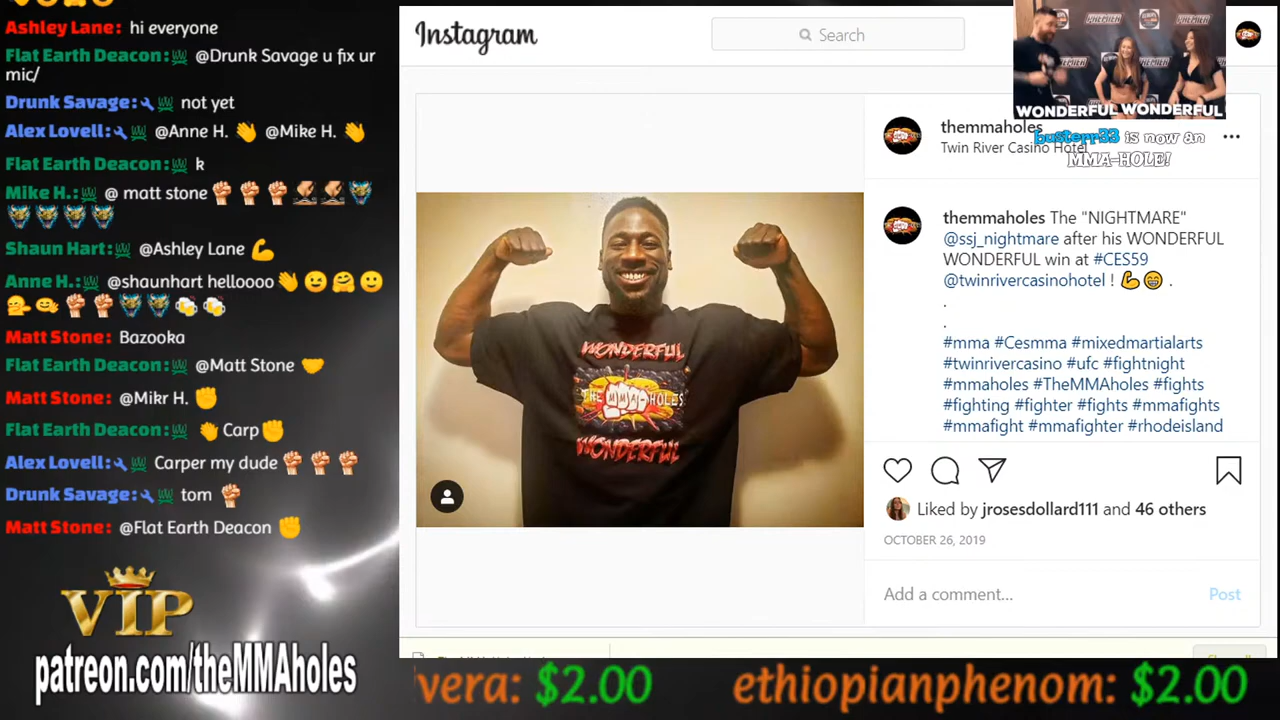 Ashley Lane: hi everyone
Flat Earth Deacon: @Drunk Savage u fix ur
mic/
Drunk Savage: not yet
Alex Lovell: @Anne H. 👋 @Mike H. 👋
Flat Earth Deacon: k
Mike H.: @ matt stone
Shaun Hart: @Ashley Lane 💪
Anne H.: @shaunhart helloooo
Matt Stone: Bazooka
Flat Earth Deacon: @Matt Stone
Matt Stone: @Mikr H. ✊
Flat Earth Deacon: 👋 Carp ✊
Alex Lovell: Carper my dude
Drunk Savage: tom
Matt Stone: @Flat Earth Deacon ✊
VIP
patreon.com/theMMAholes
Instagram
Search
PREMIER
PREMIER
WONDERFUL WONDERFUL
busterr33 is now an
MMA-HOLE!
themmaholes
Twin River Casino Hotel
themmaholes The "NIGHTMARE"
@ssj_nightmare after his WONDERFUL
WONDERFUL win at #CES59
@twinrivercasinohotel ! 💪😁 .
.
.
#mma #Cesmma #mixedmartialarts
#twinrivercasino #ufc #fightnight
#mmaholes #TheMMAholes #fights
#fighting #fighter #fights #mmafights
#mmafight #mmafighter #rhodeisland
WONDERFUL
THE MMA-HOLES
WONDERFUL
Liked by jrosesdollard111 and 46 others
OCTOBER 26, 2019
Add a comment...
Post
vera: $2.00 ethiopianphenom: $2.00